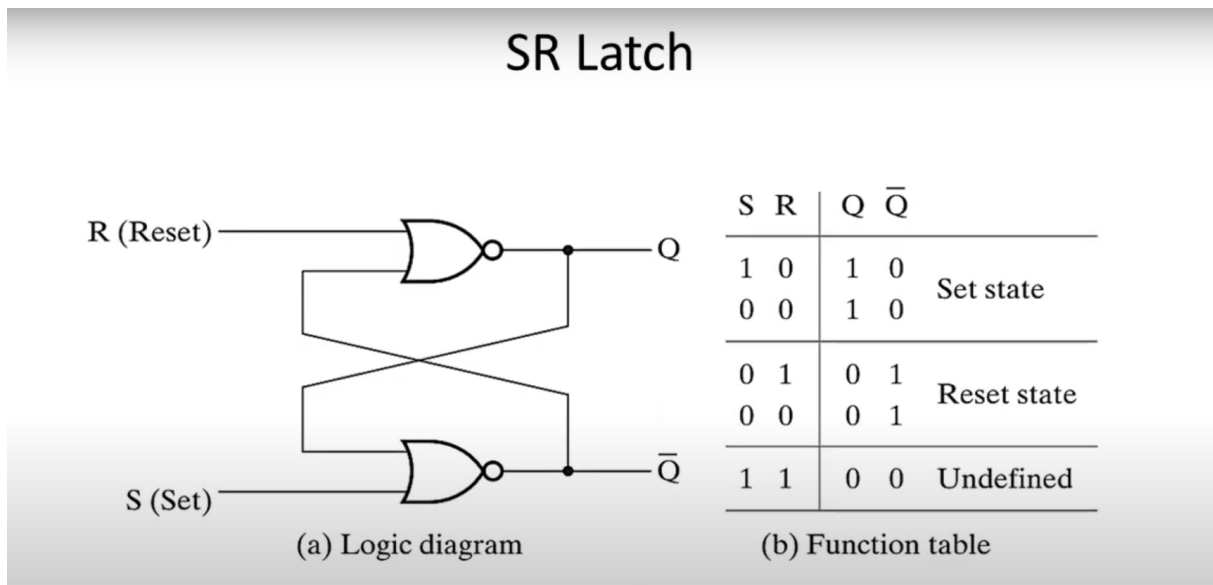 SR Latch
R (Reset)
Q
Q̅
S (Set)
(a) Logic diagram
S R Q Q̅
1 0 1 0
Set state
0 0 1 0
0 1 0 1
Reset state
0 0 0 1
1 1 0 0 Undefined
(b) Function table